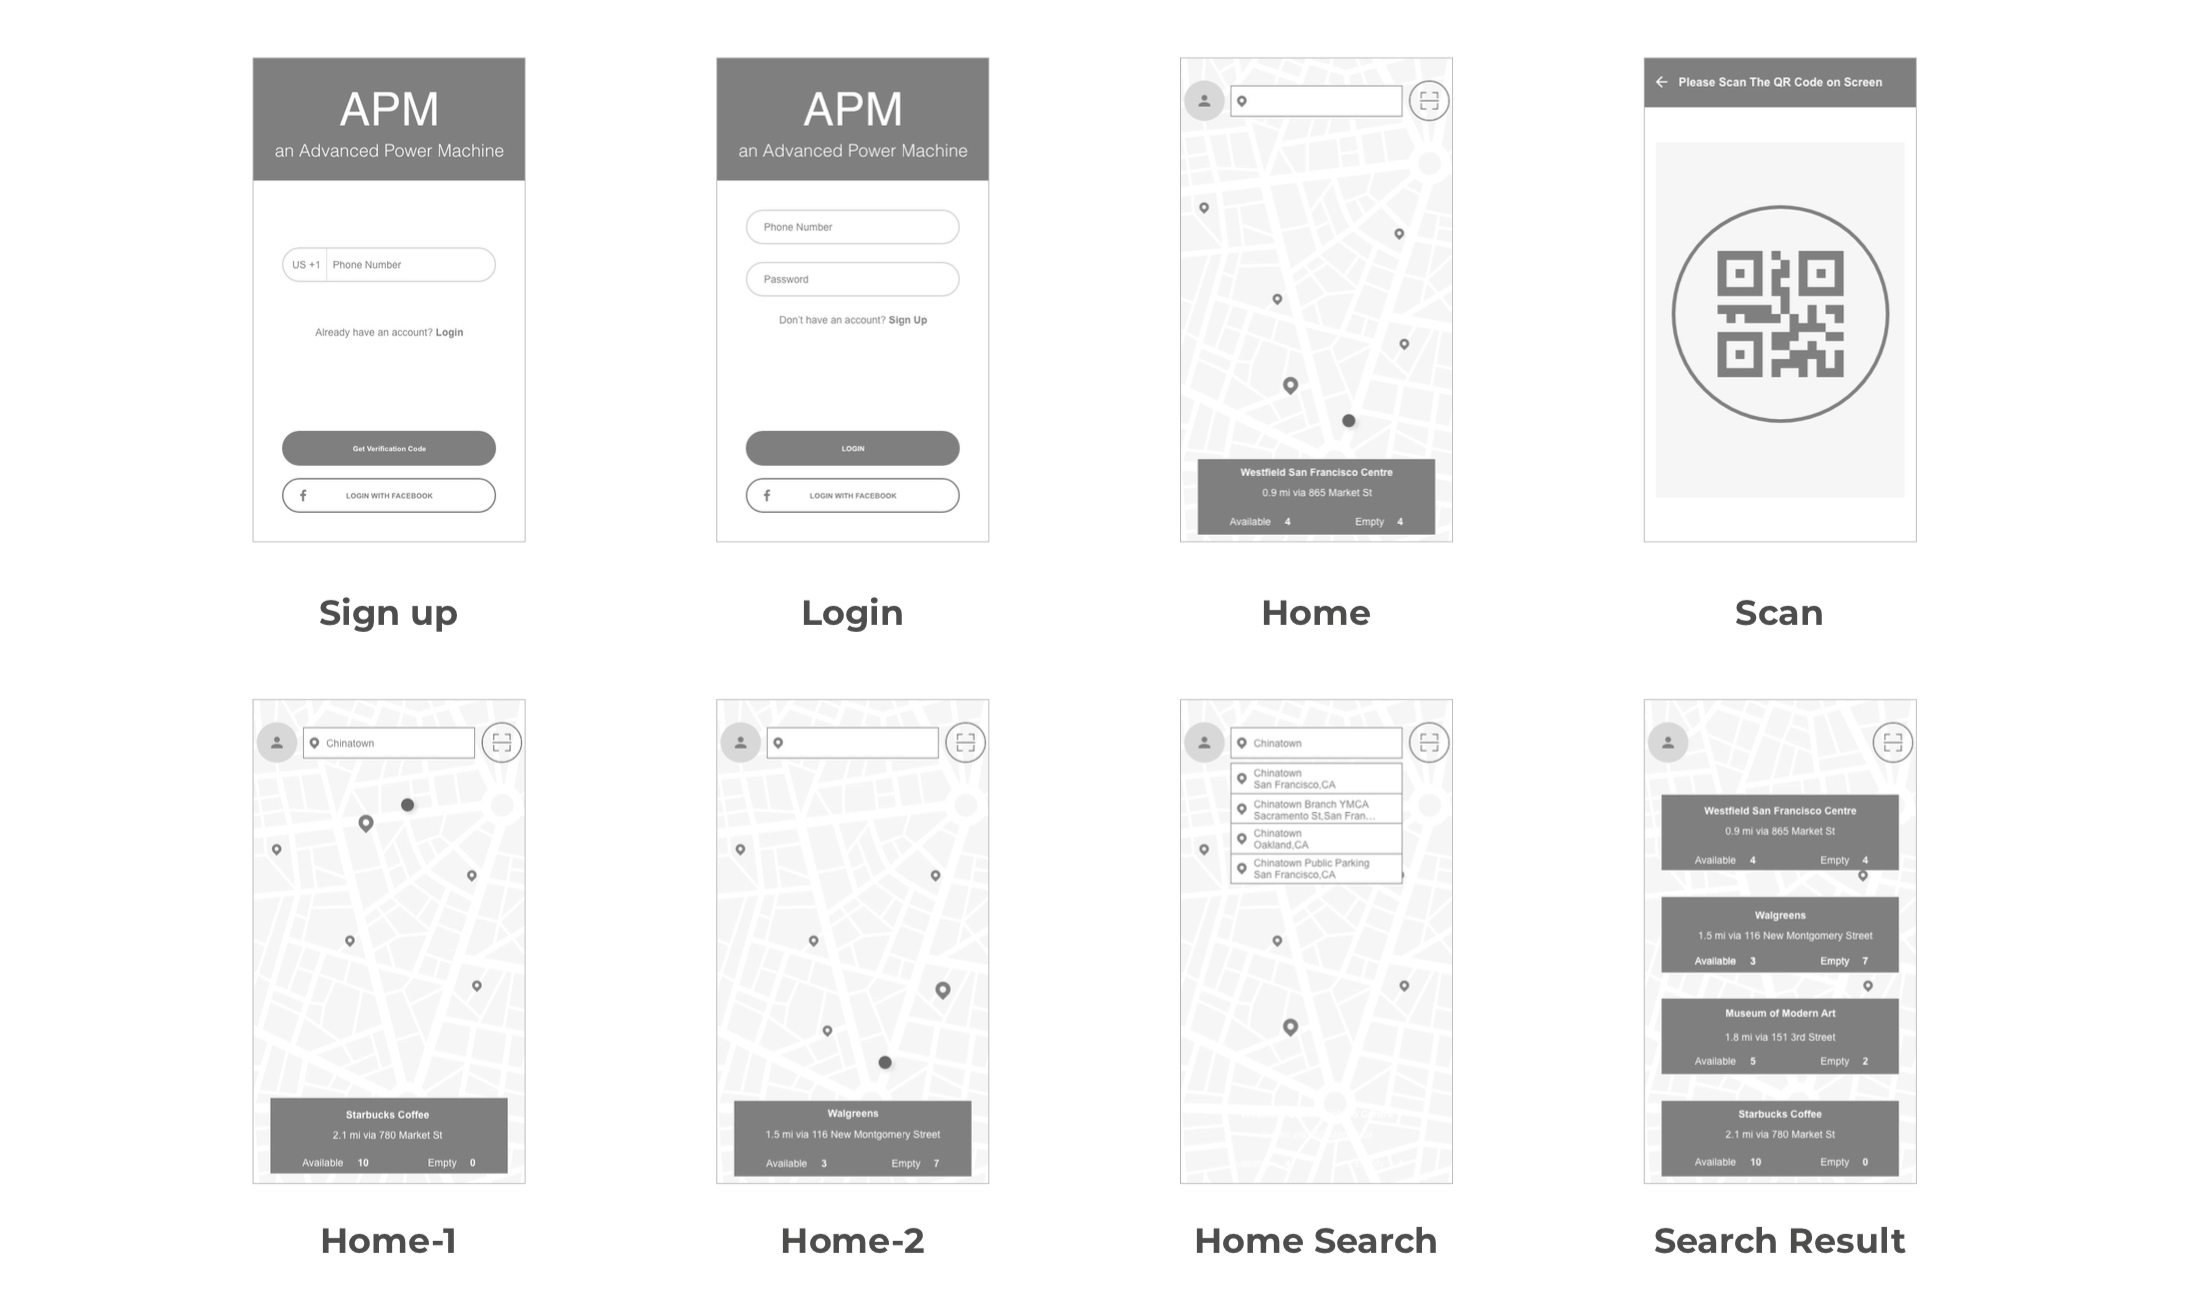 APM
an Advanced Power Machine
US +1 Phone Number
Already have an account? Login
Get Verification Code
f LOGIN WITH FACEBOOK
Sign up
APM
an Advanced Power Machine
Phone Number
Password
Don't have an account? Sign Up
LOGIN
f LOGIN WITH FACEBOOK
Login
Westfield San Francisco Centre
0.9 mi via 865 Market St
Available 4 Empty 4
Home
Please Scan The QR Code on Screen
Scan
Chinatown
Starbucks Coffee
2.1 mi via 780 Market St
Available 10 Empty 0
Home-1
Walgreens
1.5 mi via 116 New Montgomery Street
Available 3 Empty 7
Home-2
Chinatown
Chinatown
San Francisco,CA
Chinatown Branch YMCA
Sacramento St,San Fran...
Chinatown
Oakland,CA
Chinatown Public Parking
San Francisco,CA
Home Search
Westfield San Francisco Centre
0.9 mi via 865 Market St
Available 4 Empty 4
Walgreens
1.5 mi via 116 New Montgomery Street
Available 3 Empty 7
Museum of Modern Art
1.8 mi via 151 3rd Street
Available 5 Empty 2
Starbucks Coffee
2.1 mi via 780 Market St
Available 10 Empty 0
Search Result